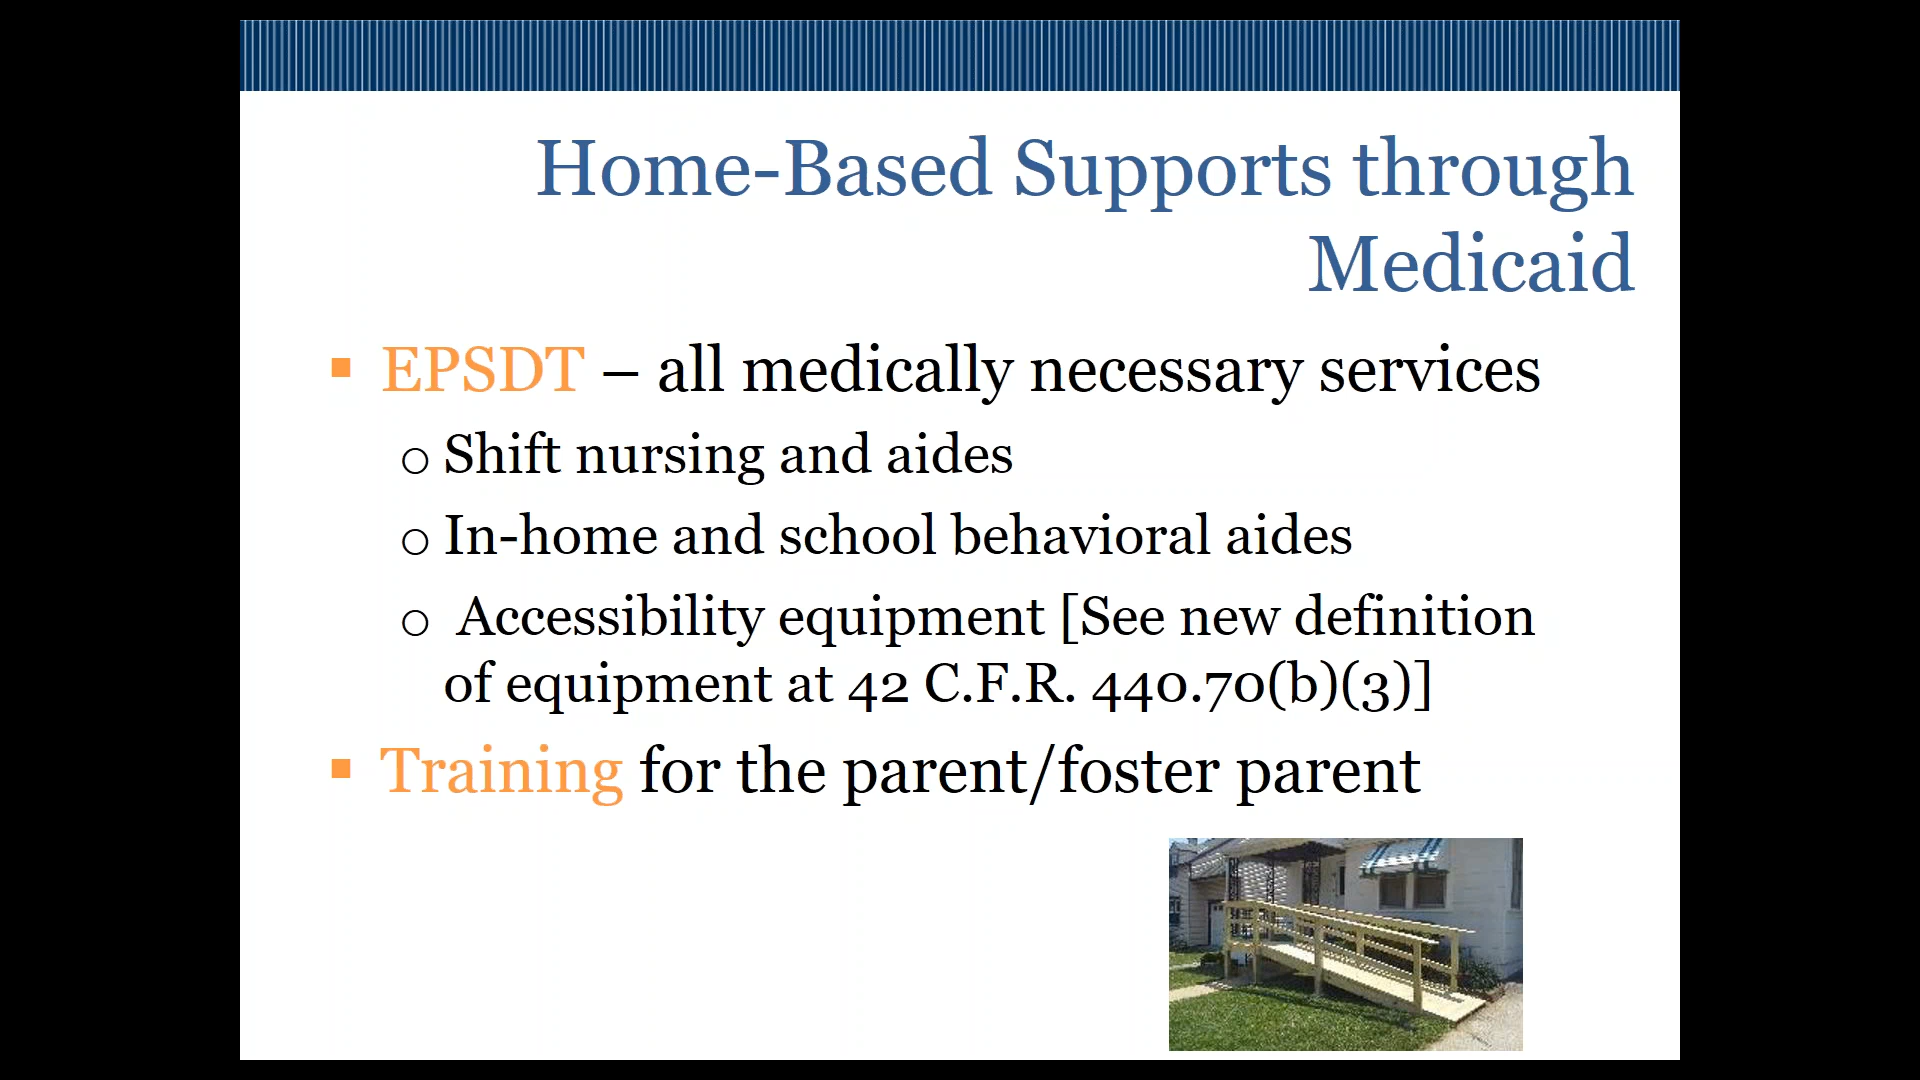 Home-Based Supports through
Medicaid
▪ EPSDT – all medically necessary services
o Shift nursing and aides
o In-home and school behavioral aides
o Accessibility equipment [See new definition
of equipment at 42 C.F.R. 440.70(b)(3)]
▪ Training for the parent/foster parent